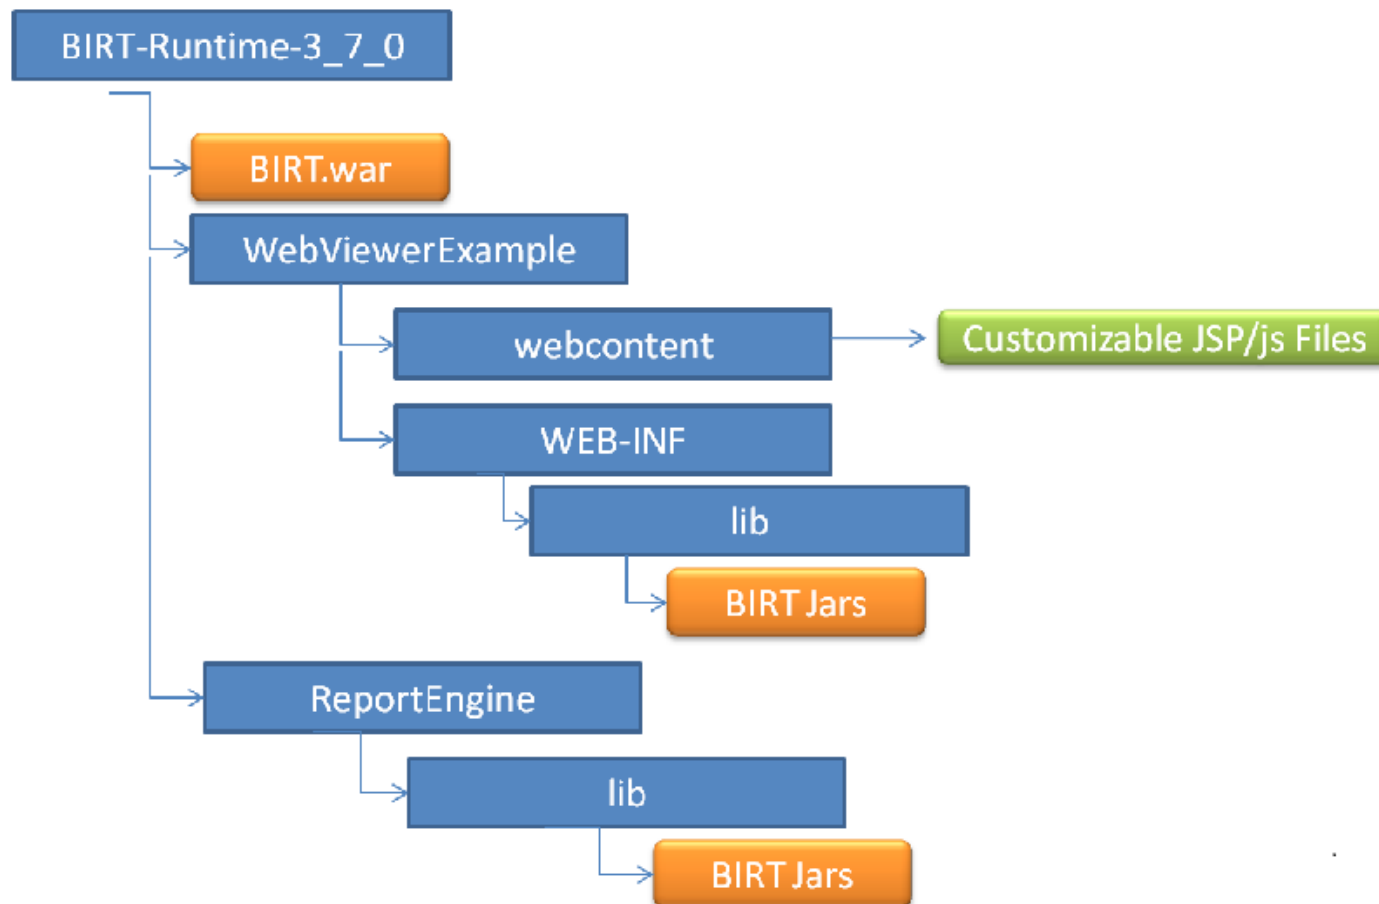 BIRT-Runtime-3_7_0
BIRT.war
WebViewerExample
webcontent
Customizable JSP/js Files
WEB-INF
lib
BIRT Jars
ReportEngine
lib
BIRT Jars